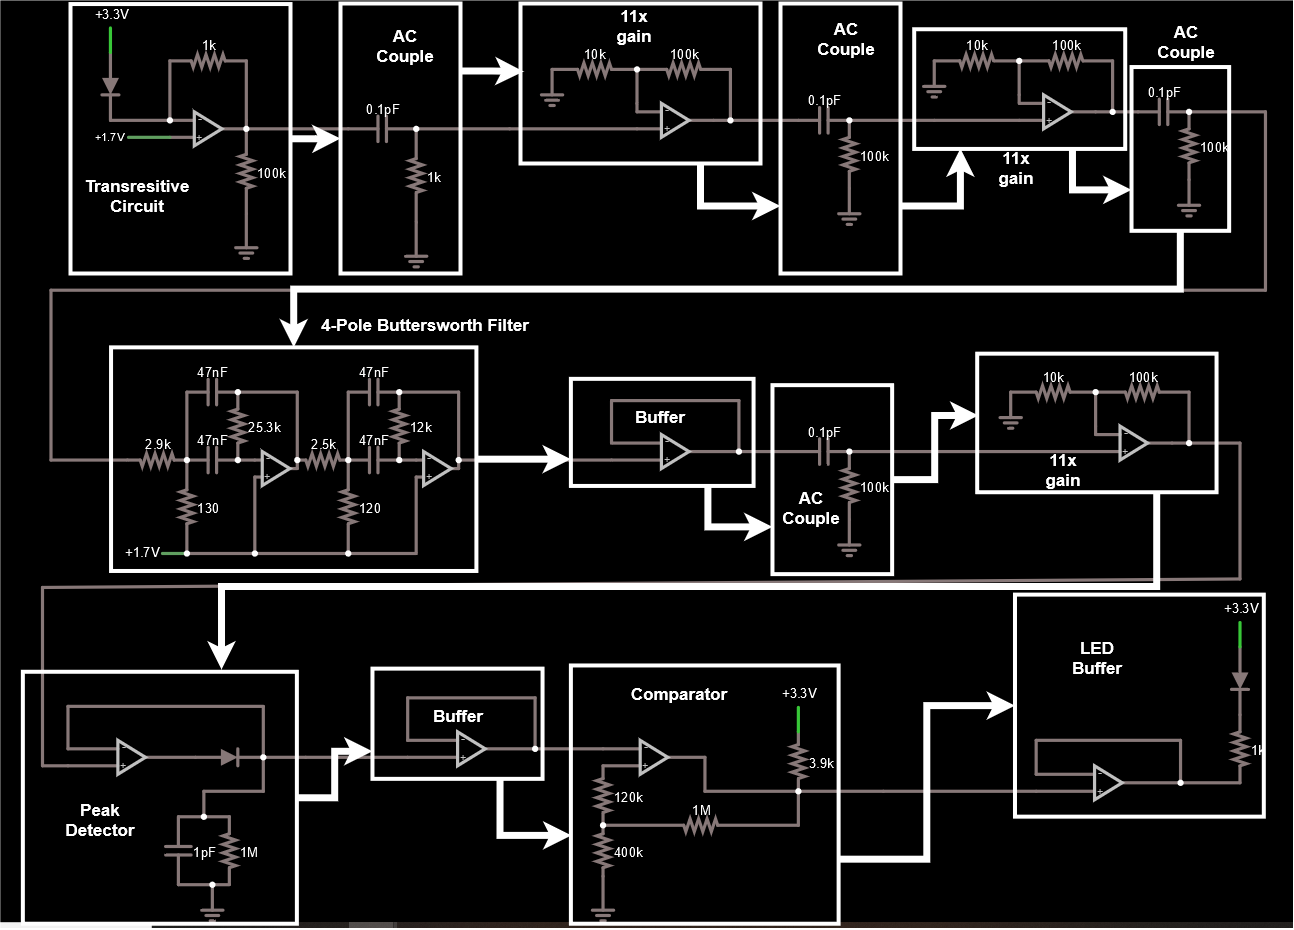 +3.3V
1k
+1.7V
100k
Transresitive
Circuit
AC
Couple
0.1pF
1k
11x
gain
10k
100k
AC
Couple
0.1pF
100k
10k
100k
11x
gain
AC
Couple
0.1pF
100k
4-Pole Buttersworth Filter
47nF
47nF
25.3k
12k
2.9k
47nF
2.5k
47nF
130
120
+1.7V
Buffer
0.1pF
100k
AC
Couple
10k
100k
11x
gain
Peak
Detector
1pF
1M
Buffer
Comparator
+3.3V
3.9k
120k
1M
400k
+3.3V
LED
Buffer
1k
-
+
-
+
-
+
-
+
-
+
-
+
-
+
-
+
-
+
-
+
-
+